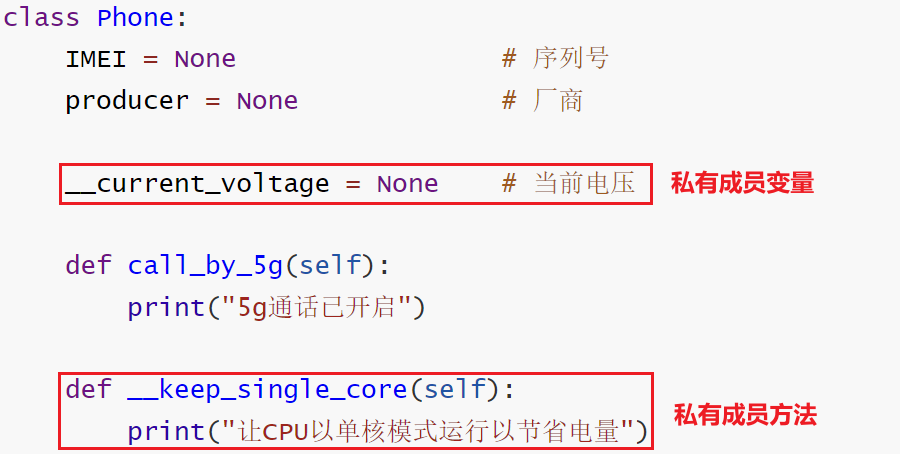 class Phone:
    IMEI = None                 # 序列号
    producer = None             # 厂商
    __current_voltage = None    # 当前电压    私有成员变量
    def call_by_5g(self):
        print("5g通话已开启")
    def __keep_single_core(self):
        print("让CPU以单核模式运行以节省电量")
私有成员方法